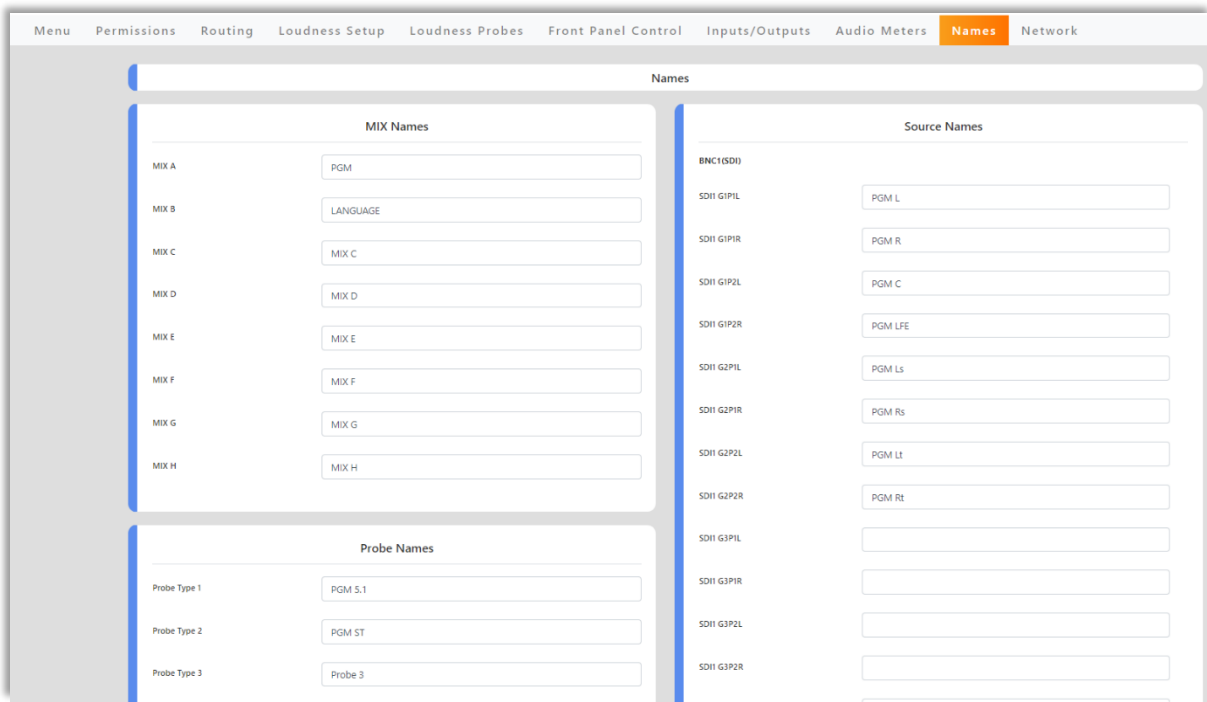 Menu Permissions Routing Loudness Setup Loudness Probes Front Panel Control Inputs/Outputs Audio Meters Names Network
Names
MIX Names
MIX A PGM
MIX B LANGUAGE
MIX C MIX C
MIX D MIX D
MIX E MIX E
MIX F MIX F
MIX G MIX G
MIX H MIX H
Probe Names
Probe Type 1 PGM 5.1
Probe Type 2 PGM ST
Probe Type 3 Probe 3
Source Names
BNC1(SDI)
SDI1 G1P1L PGM L
SDI1 G1P1R PGM R
SDI1 G1P2L PGM C
SDI1 G1P2R PGM LFE
SDI1 G2P1L PGM Ls
SDI1 G2P1R PGM Rs
SDI1 G2P2L PGM Lt
SDI1 G2P2R PGM Rt
SDI1 G3P1L
SDI1 G3P1R
SDI1 G3P2L
SDI1 G3P2R